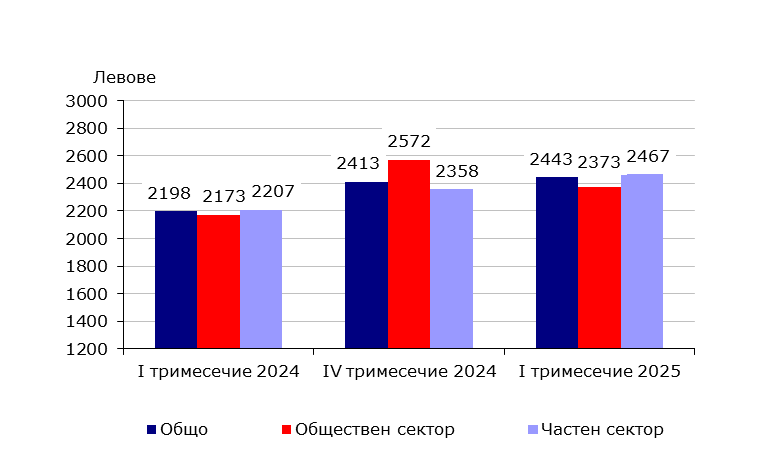 Левове
3000
2800
2600
2400
2200
2000
1800
1600
1400
1200
2198 2173 2207
2413 2572 2358
2443 2373 2467
I тримесечие 2024 IV тримесечие 2024 I тримесечие 2025
Общо Обществен сектор Частен сектор